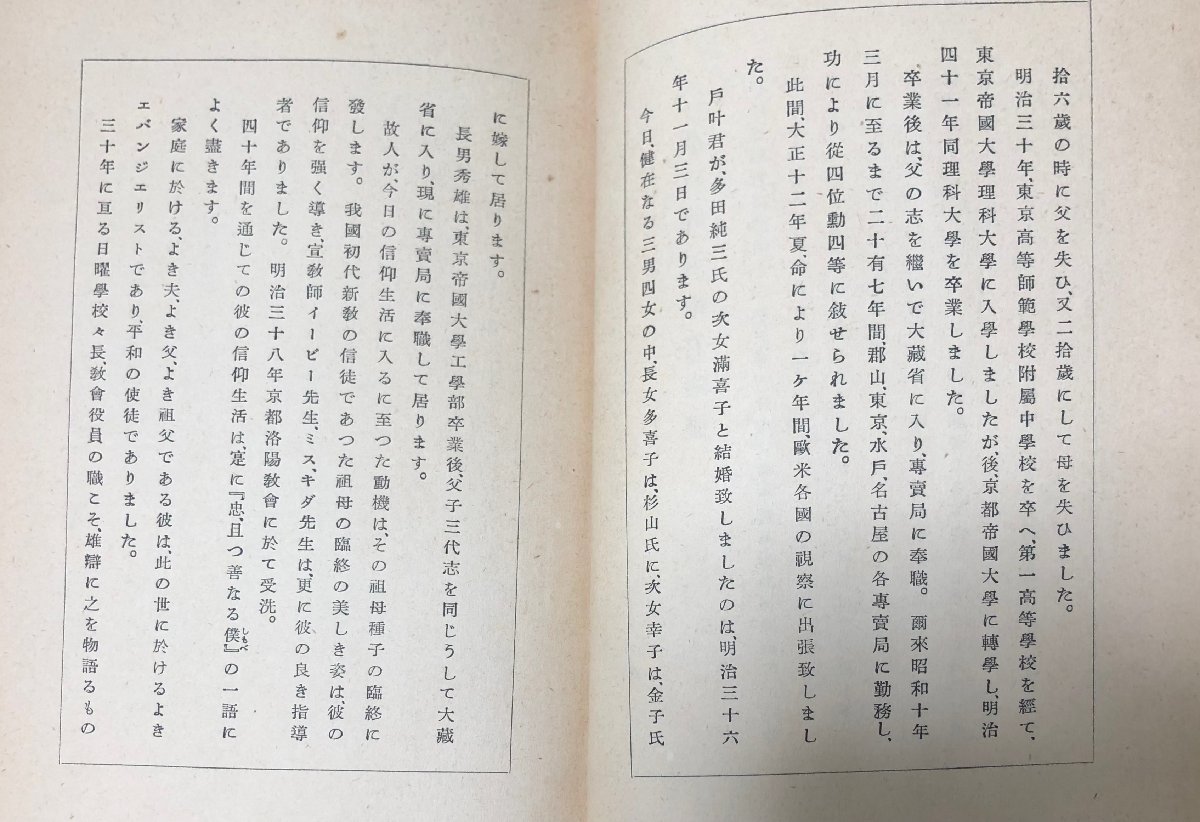 拾六歳の時に父を失ひ、又二拾歳にして母を失ひました。
明治三十年、東京高等師範學校附屬中學校を卒へ、第一高等學校を經て、
東京帝國大學理科大學に入學しましたが、後、京都帝國大學に轉學し、明治
四十一年同理科大學を卒業しました。
卒業後は、父の志を繼いで大藏省に入り、專賣局に奉職。爾來昭和十年
三月に至るまで二十有七年間、郡山、東京、水戸、名古屋の各專賣局に勤務し、
功により從四位勳四等に敍せられました。
此間、大正十二年夏、命により一ヶ年間、歐米各國の視察に出張致しまし
た。
戸叶君が、多田純三氏の次女滿喜子と結婚致しましたのは、明治三十六
年十一月三日であります。
今日、健在なる三男四女の中、長女多喜子は、杉山氏に、次女幸子は、金子氏
に嫁して居ります。
長男秀雄は、東京帝國大學工學部卒業後、父子三代志を同じうして大藏
省に入り、現に專賣局に奉職して居ります。
故人が、今日の信仰生活に入るに至つた動機は、その祖母種子の臨終に
發します。我國初代新敎の信徒であつた祖母の臨終の美しき姿は、彼の
信仰を強く導き、宣敎師イービー先生、ミス、キダ先生は、更に彼の良き指導
者でありました。明治三十八年京都洛陽敎會に於て受洗。
四十年間を通じての彼の信仰生活は、寔に『忠、且つ善なる僕しもべ』の一語に
よく盡きます。
家庭に於ける、よき夫、よき父、よき祖父である彼は、此の世に於けるよき
エバンジエリストであり、平和の使徒でありました。
三十年に亙る日曜學校々長、敎會役員の職こそ、雄辯に之を物語るもの